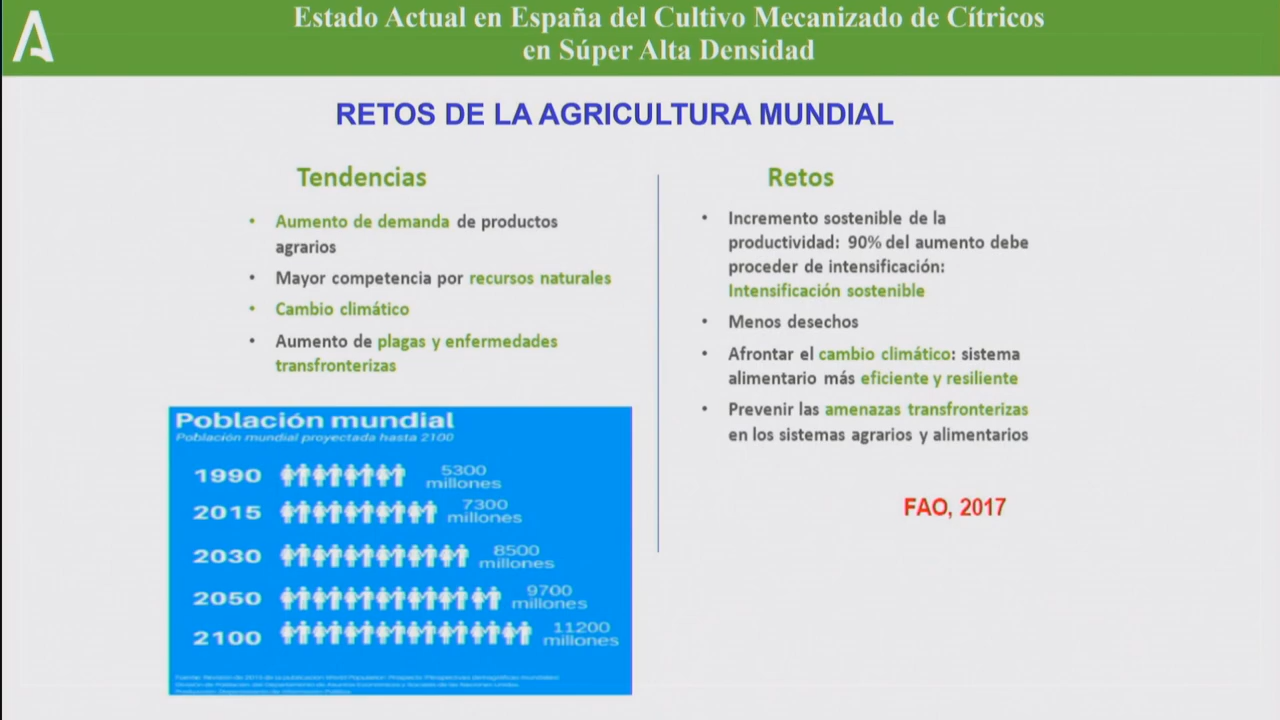 Estado Actual en España del Cultivo Mecanizado de Cítricos
en Súper Alta Densidad
RETOS DE LA AGRICULTURA MUNDIAL
Tendencias
• Aumento de demanda de productos
agrarios
• Mayor competencia por recursos naturales
• Cambio climático
• Aumento de plagas y enfermedades
transfronterizas
Población mundial
Población mundial proyectada hasta 2100
1990 5300
millones
2015 7300
millones
2030 8500
millones
2050 9700
millones
2100 11200
millones
Retos
• Incremento sostenible de la
productividad: 90% del aumento debe
proceder de intensificación:
Intensificación sostenible
• Menos desechos
• Afrontar el cambio climático: sistema
alimentario más eficiente y resiliente
• Prevenir las amenazas transfronterizas
en los sistemas agrarios y alimentarios
FAO, 2017